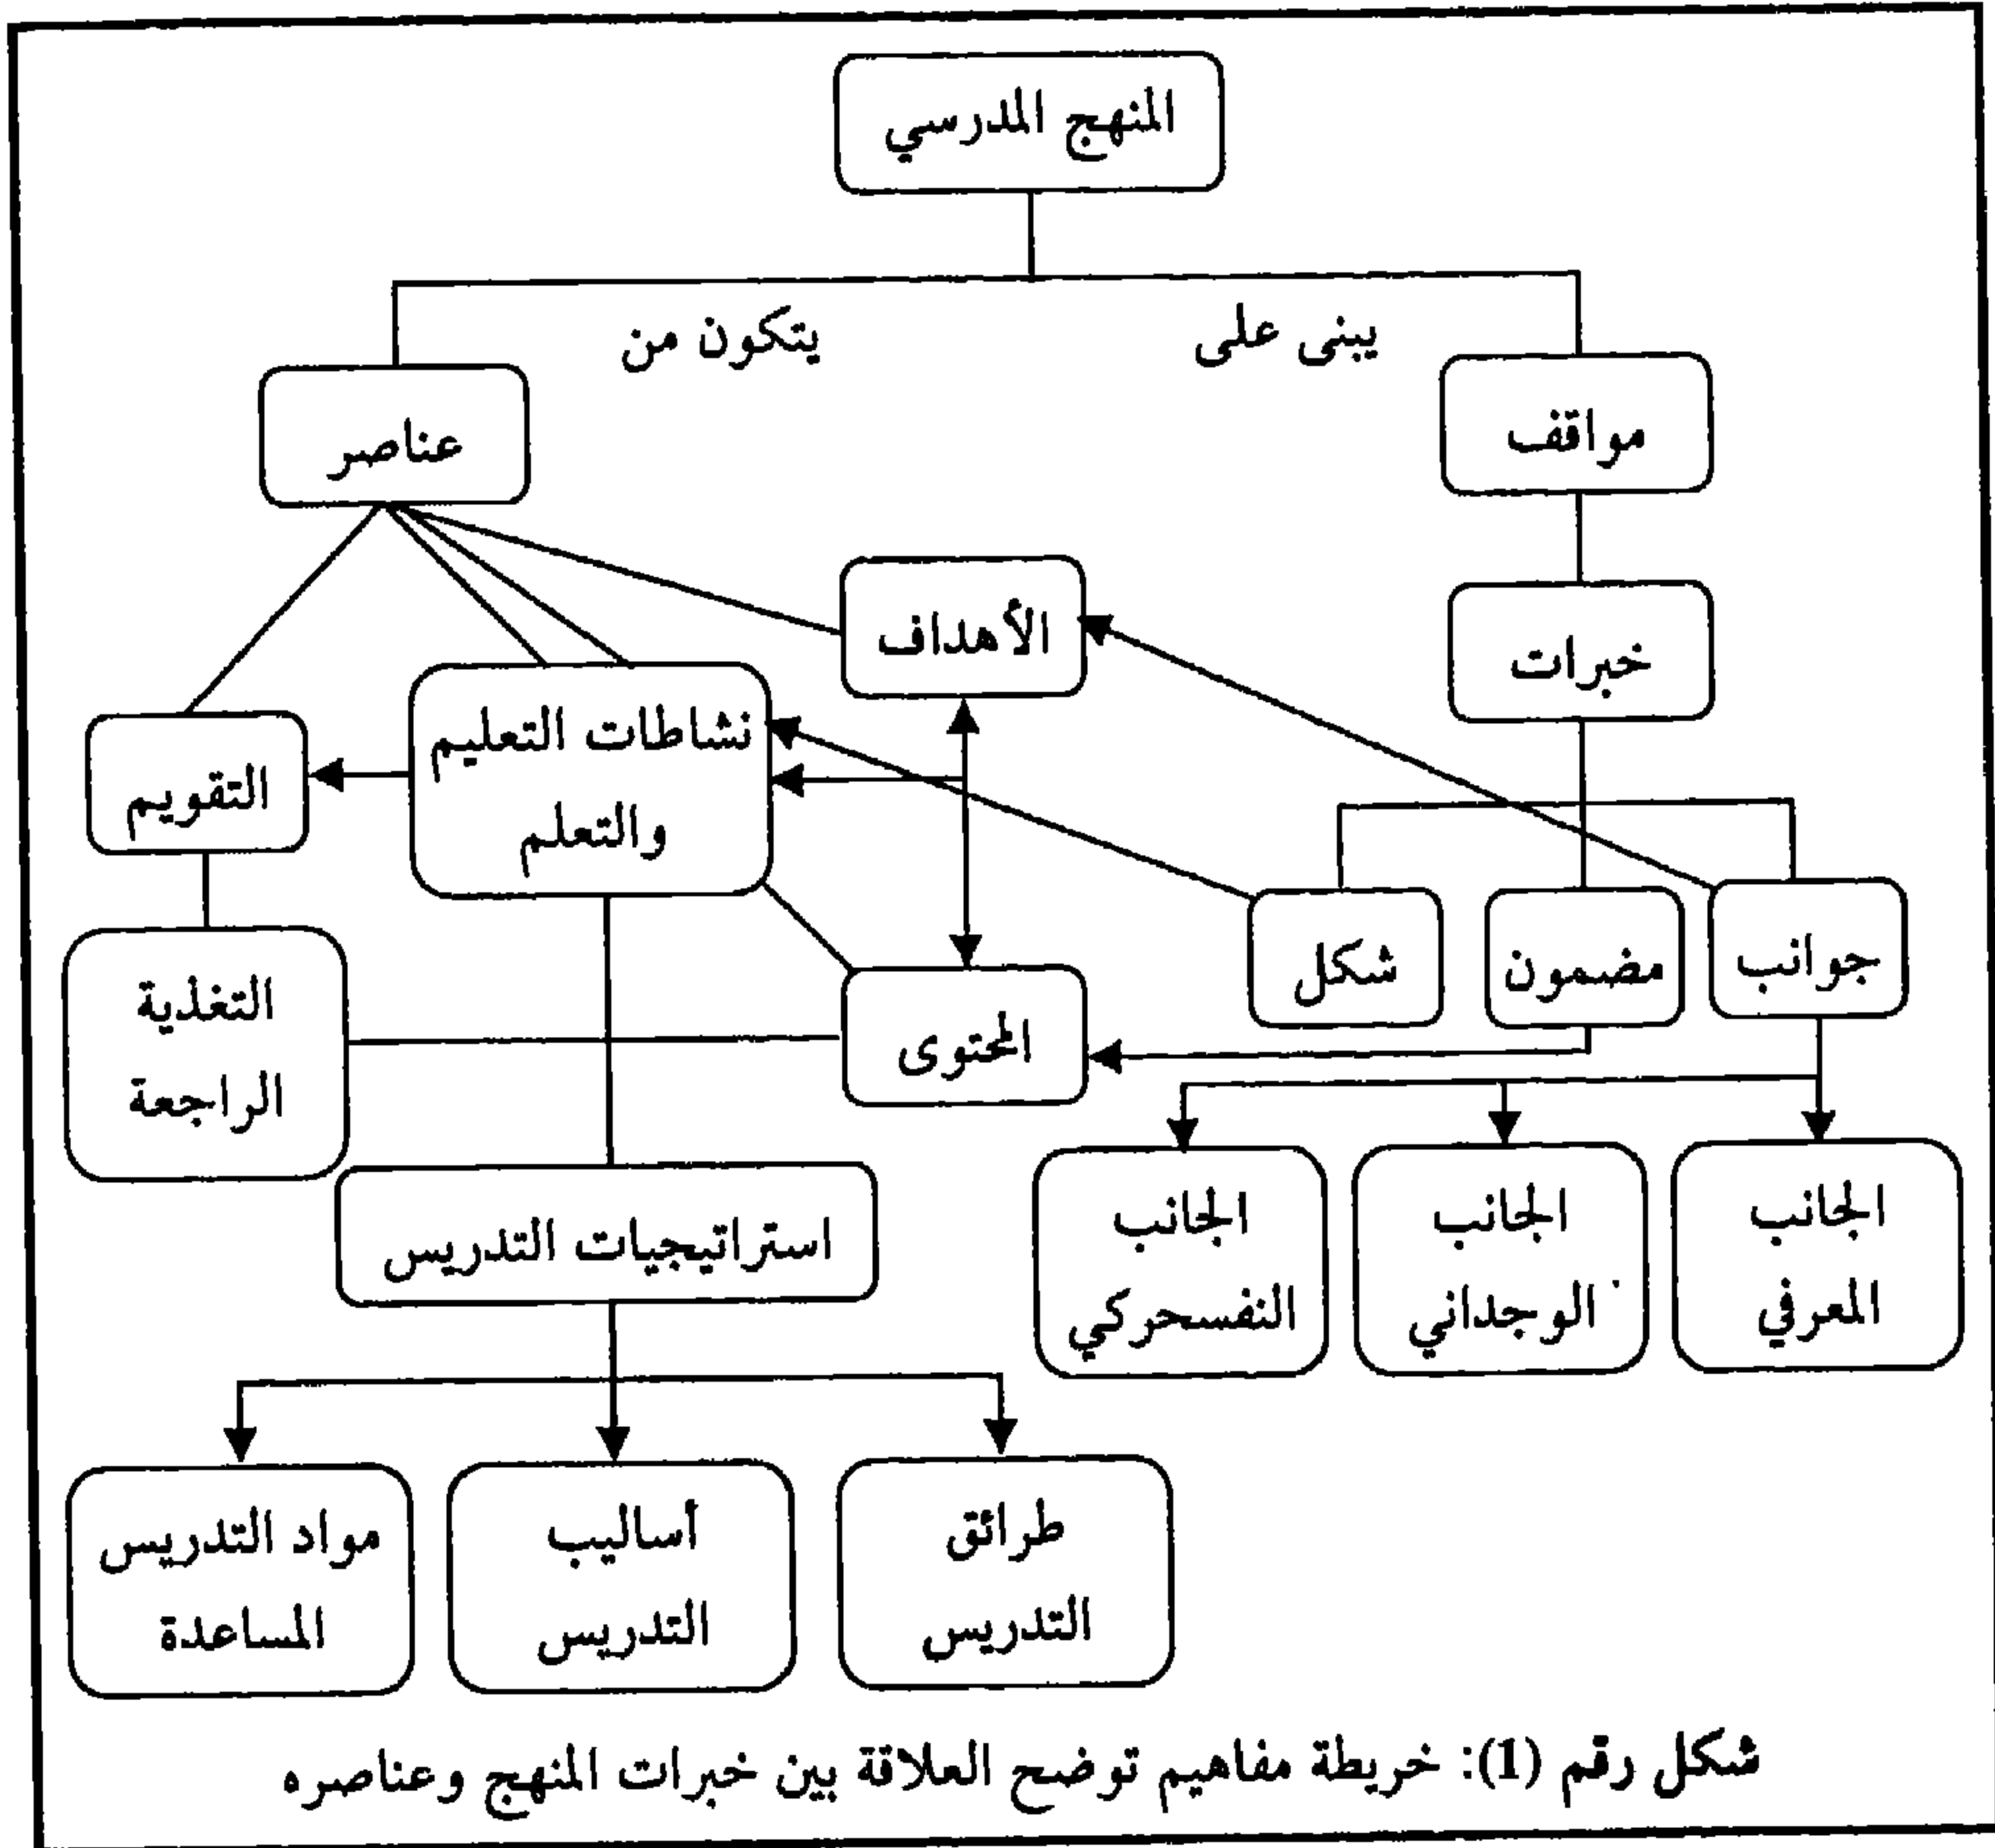 المنهج المدرسي
يبنى على
يتكون من
مواقف
عناصر
خبرات
الأهداف
نشاطات التعليم
والتعلم
التقويم
جوانب
مضمون
شكل
المحتوى
التغذية
الراجعة
الجانب
المعرفي
الجانب
الوجداني
الجانب
النفسحركي
استراتيجيات التدريس
طرائق
التدريس
أساليب
التدريس
مواد التدريس
المساعدة
شكل رقم (1): خريطة مفاهيم توضح العلاقة بين خبرات المنهج وعناصره